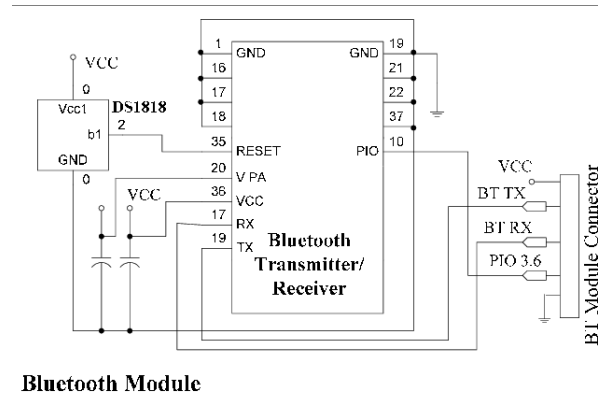 1 GND GND 19
16 21
17 22
18 37
35 RESET PIO 10
20 V PA
36 VCC
17 RX
19 TX
Bluetooth
Transmitter/
Receiver
VCC
0
Vcc1 DS1818
b1 2
GND
0
VCC
VCC
BT TX
BT RX
PIO 3.6
BT Module Connector
Bluetooth Module